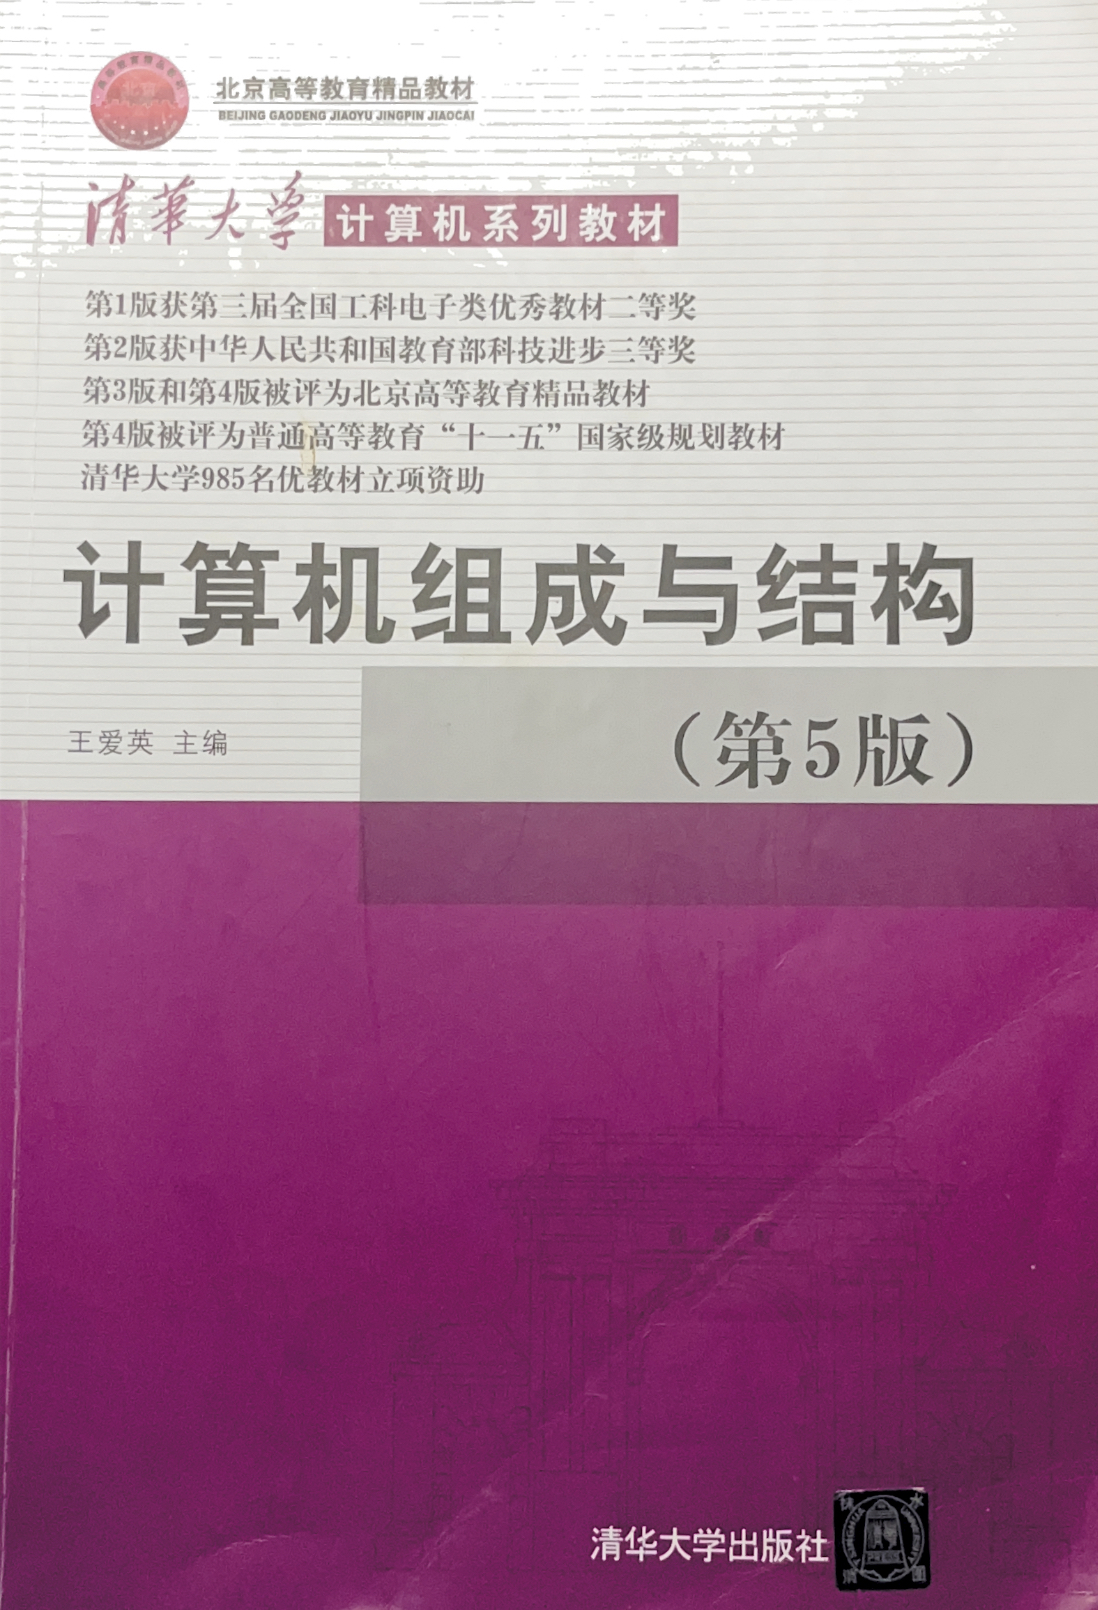 北京高等教育精品教材
BEIJING GAODENG JIAOYU JINGPIN JIAOCAI
清華大学 计算机系列教材
第1版获第三届全国工科电子类优秀教材二等奖
第2版获中华人民共和国教育部科技进步三等奖
第3版和第4版被评为北京高等教育精品教材
第4版被评为普通高等教育“十一五”国家级规划教材
清华大学985名优教材立项资助
计算机组成与结构
（第5版）
王爱英 主编
清华大学出版社